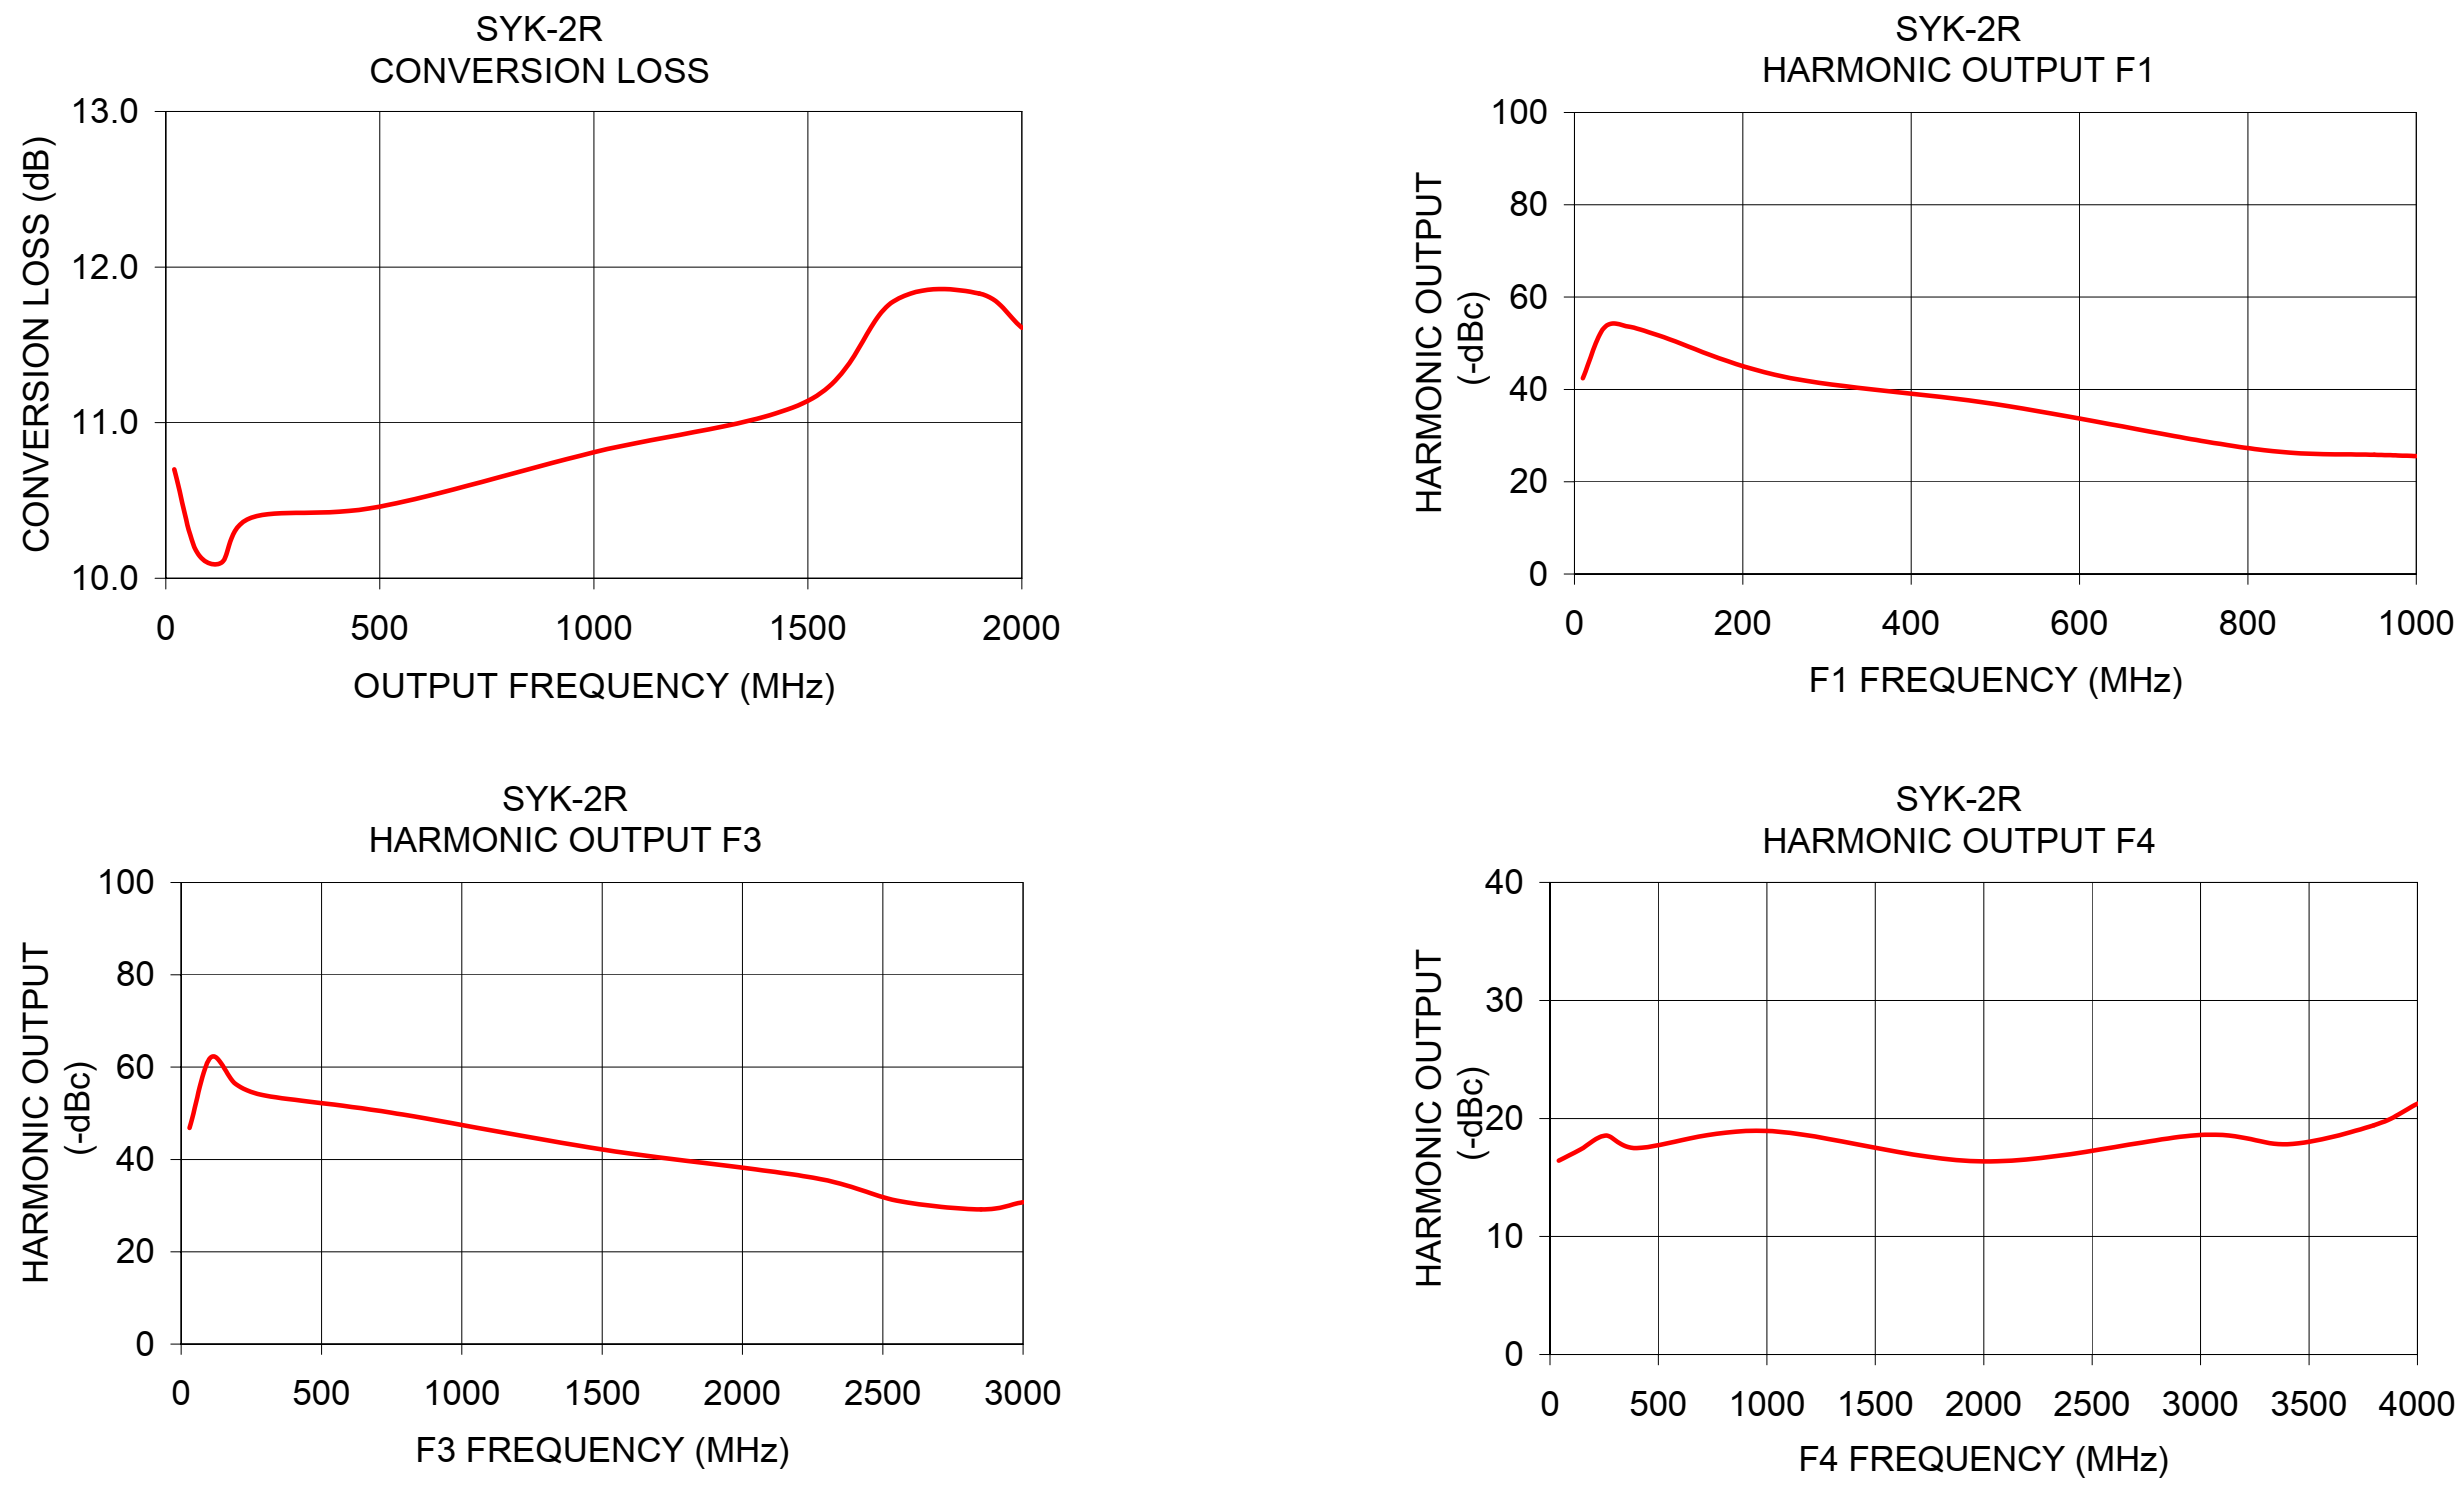 SYK-2R
CONVERSION LOSS
CONVERSION LOSS (dB)
13.0
12.0
11.0
10.0
0 500 1000 1500 2000
OUTPUT FREQUENCY (MHz)
SYK-2R
HARMONIC OUTPUT F1
HARMONIC OUTPUT
(-dBc)
100
80
60
40
20
0
0 200 400 600 800 1000
F1 FREQUENCY (MHz)
SYK-2R
HARMONIC OUTPUT F3
HARMONIC OUTPUT
(-dBc)
100
80
60
40
20
0
0 500 1000 1500 2000 2500 3000
F3 FREQUENCY (MHz)
SYK-2R
HARMONIC OUTPUT F4
HARMONIC OUTPUT
(-dBc)
40
30
20
10
0
0 500 1000 1500 2000 2500 3000 3500 4000
F4 FREQUENCY (MHz)